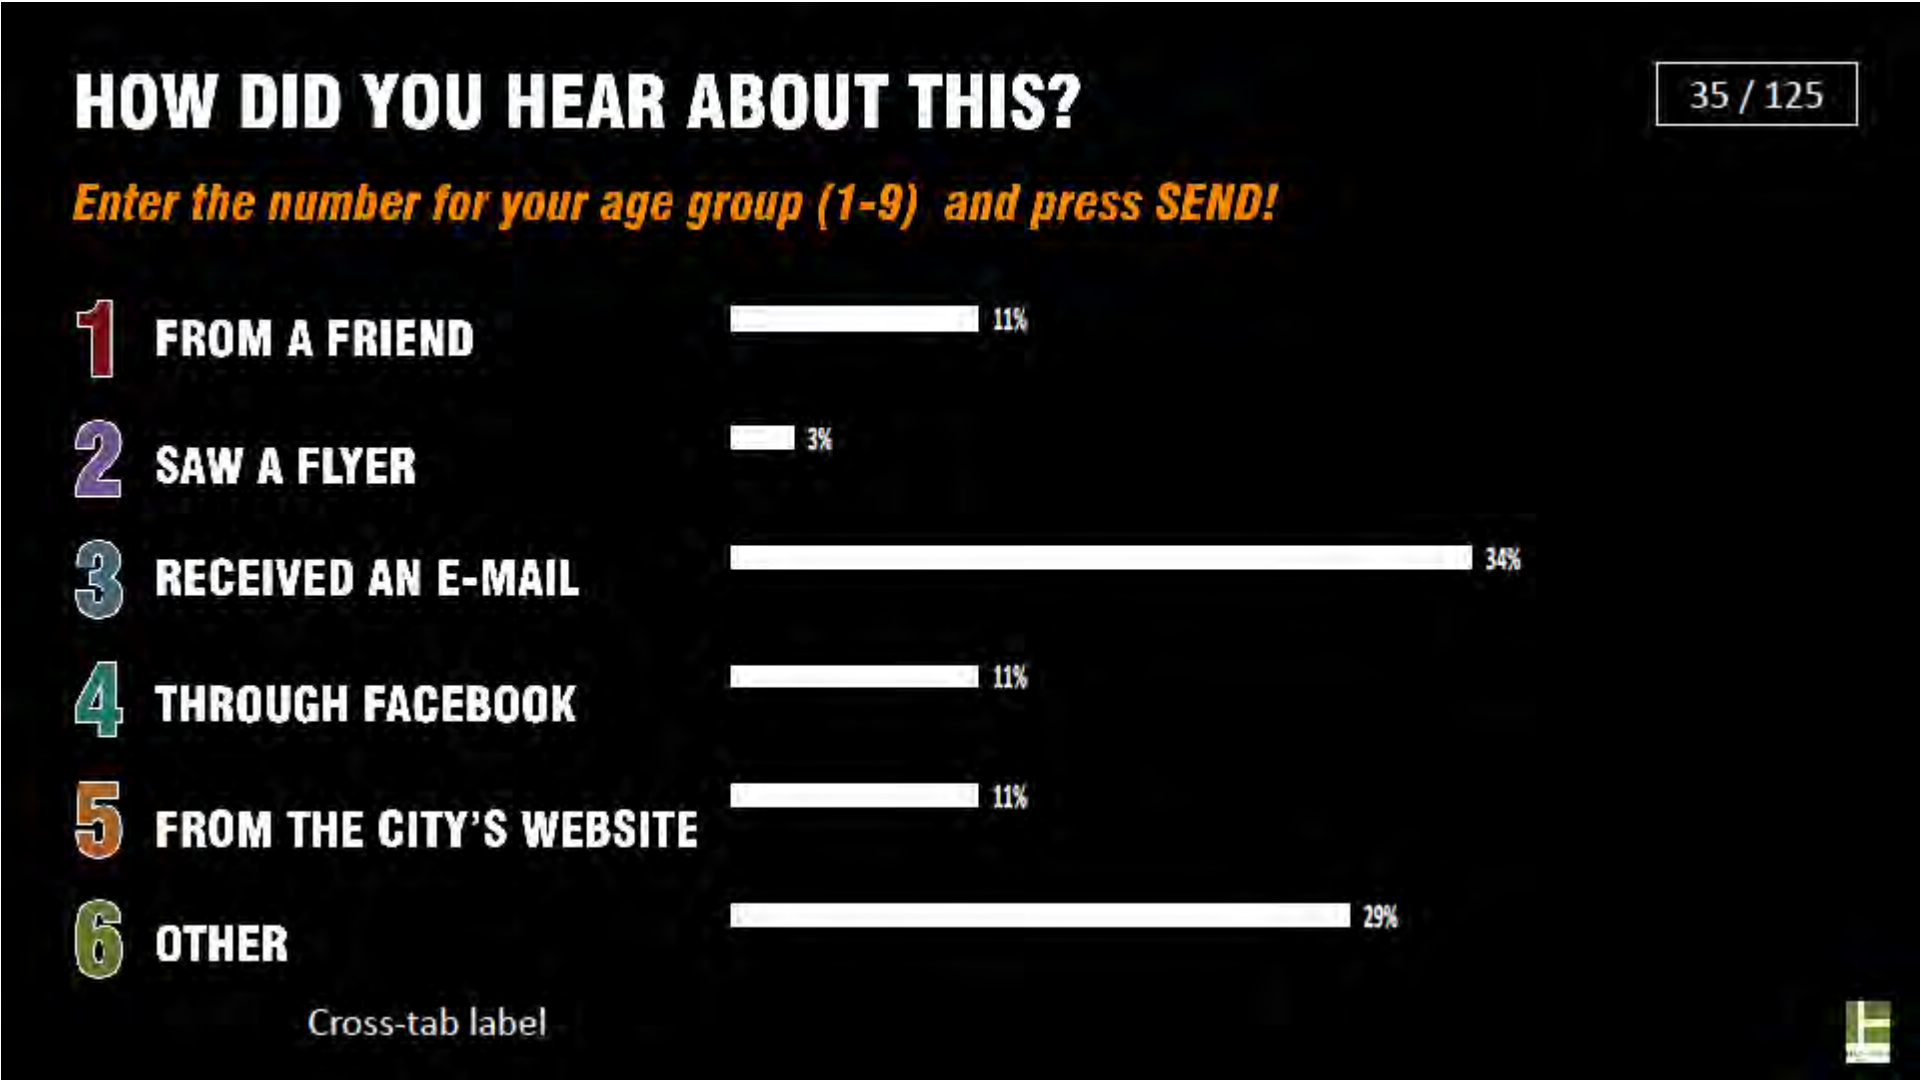 HOW DID YOU HEAR ABOUT THIS?
35 / 125
Enter the number for your age group (1-9) and press SEND!
1 FROM A FRIEND 11%
2 SAW A FLYER 3%
3 RECEIVED AN E-MAIL 34%
4 THROUGH FACEBOOK 11%
5 FROM THE CITY'S WEBSITE 11%
6 OTHER 29%
Cross-tab label